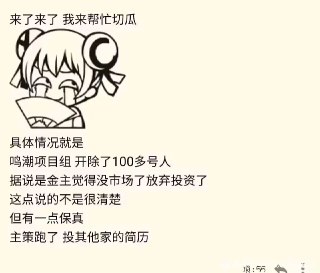 来了来了 我来帮忙切瓜
具体情况就是
鸣潮项目组 开除了100多号人
据说是金主觉得没市场了放弃投资了
这点说的不是很清楚
但有一点保真
主策跑了 投其他家的简历